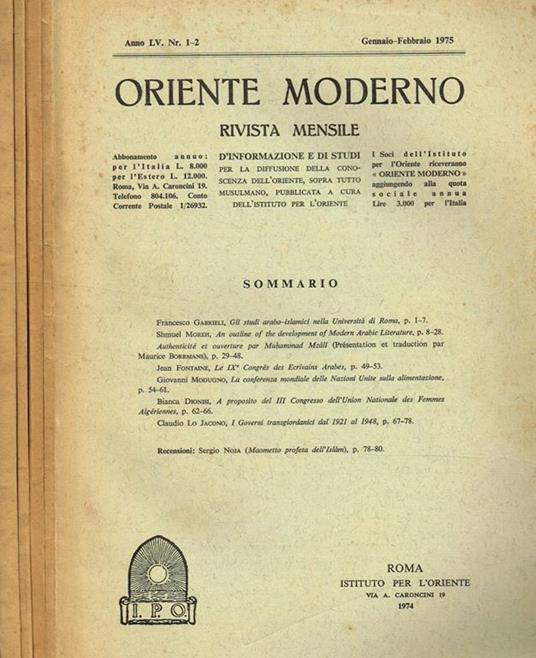 Anno LV. Nr. 1-2
Gennaio-Febbraio 1975
ORIENTE MODERNO
RIVISTA MENSILE
Abbonamento annuo:
per l'Italia L. 8.000
per l'Estero L. 12.000.
Roma, Via A. Caroncini 19.
Telefono 804.106. Conto
Corrente Postale 1/26932.
D'INFORMAZIONE E DI STUDI
PER LA DIFFUSIONE DELLA CONO-
SCENZA DELL'ORIENTE, SOPRA TUTTO
MUSULMANO, PUBBLICATA A CURA
DELL'ISTITUTO PER L'ORIENTE
I Soci dell'Istituto
per l'Oriente riceveranno
« ORIENTE MODERNO »
aggiungendo alla quota
sociale annua
Lire 3.000 per l'Italia
SOMMARIO
Francesco GABRIELI, Gli studi arabo-islamici nella Università di Roma, p. 1-7.
Shmuel MOREH, An outline of the development of Modern Arabic Literature, p. 8-28.
Authenticité et ouverture par Muḥammad Mzālī (Présentation et traduction par
Maurice BORRMANS), p. 29-48.
Jean FONTAINE, Le IXe Congrès des Ecrivains Arabes, p. 49-53.
Giovanni MODUGNO, La conferenza mondiale delle Nazioni Unite sulla alimentazione,
p. 54-61.
Bianca DIONISI, A proposito del III Congresso dell'Union Nationale des Femmes
Algériennes, p. 62-66.
Claudio LO JACONO, I Governi transgiordanici dal 1921 al 1948, p. 67-78.
Recensioni: Sergio NOJA (Maometto profeta dell'Islām), p. 78-80.
I. P. O.
ROMA
ISTITUTO PER L'ORIENTE
VIA A. CARONCINI 19
1974